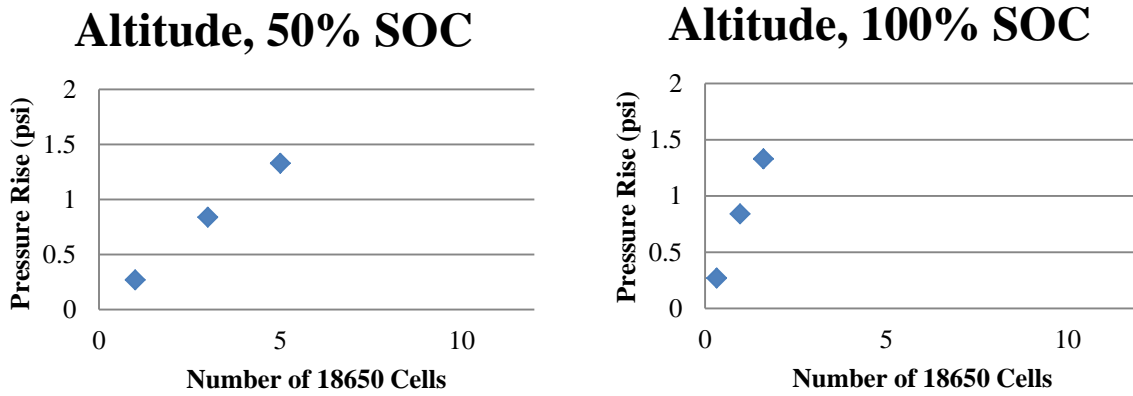 Altitude, 50% SOC
Pressure Rise (psi)
2
1.5
1
0.5
0
0 5 10
Number of 18650 Cells
Altitude, 100% SOC
Pressure Rise (psi)
2
1.5
1
0.5
0
0 5 10
Number of 18650 Cells